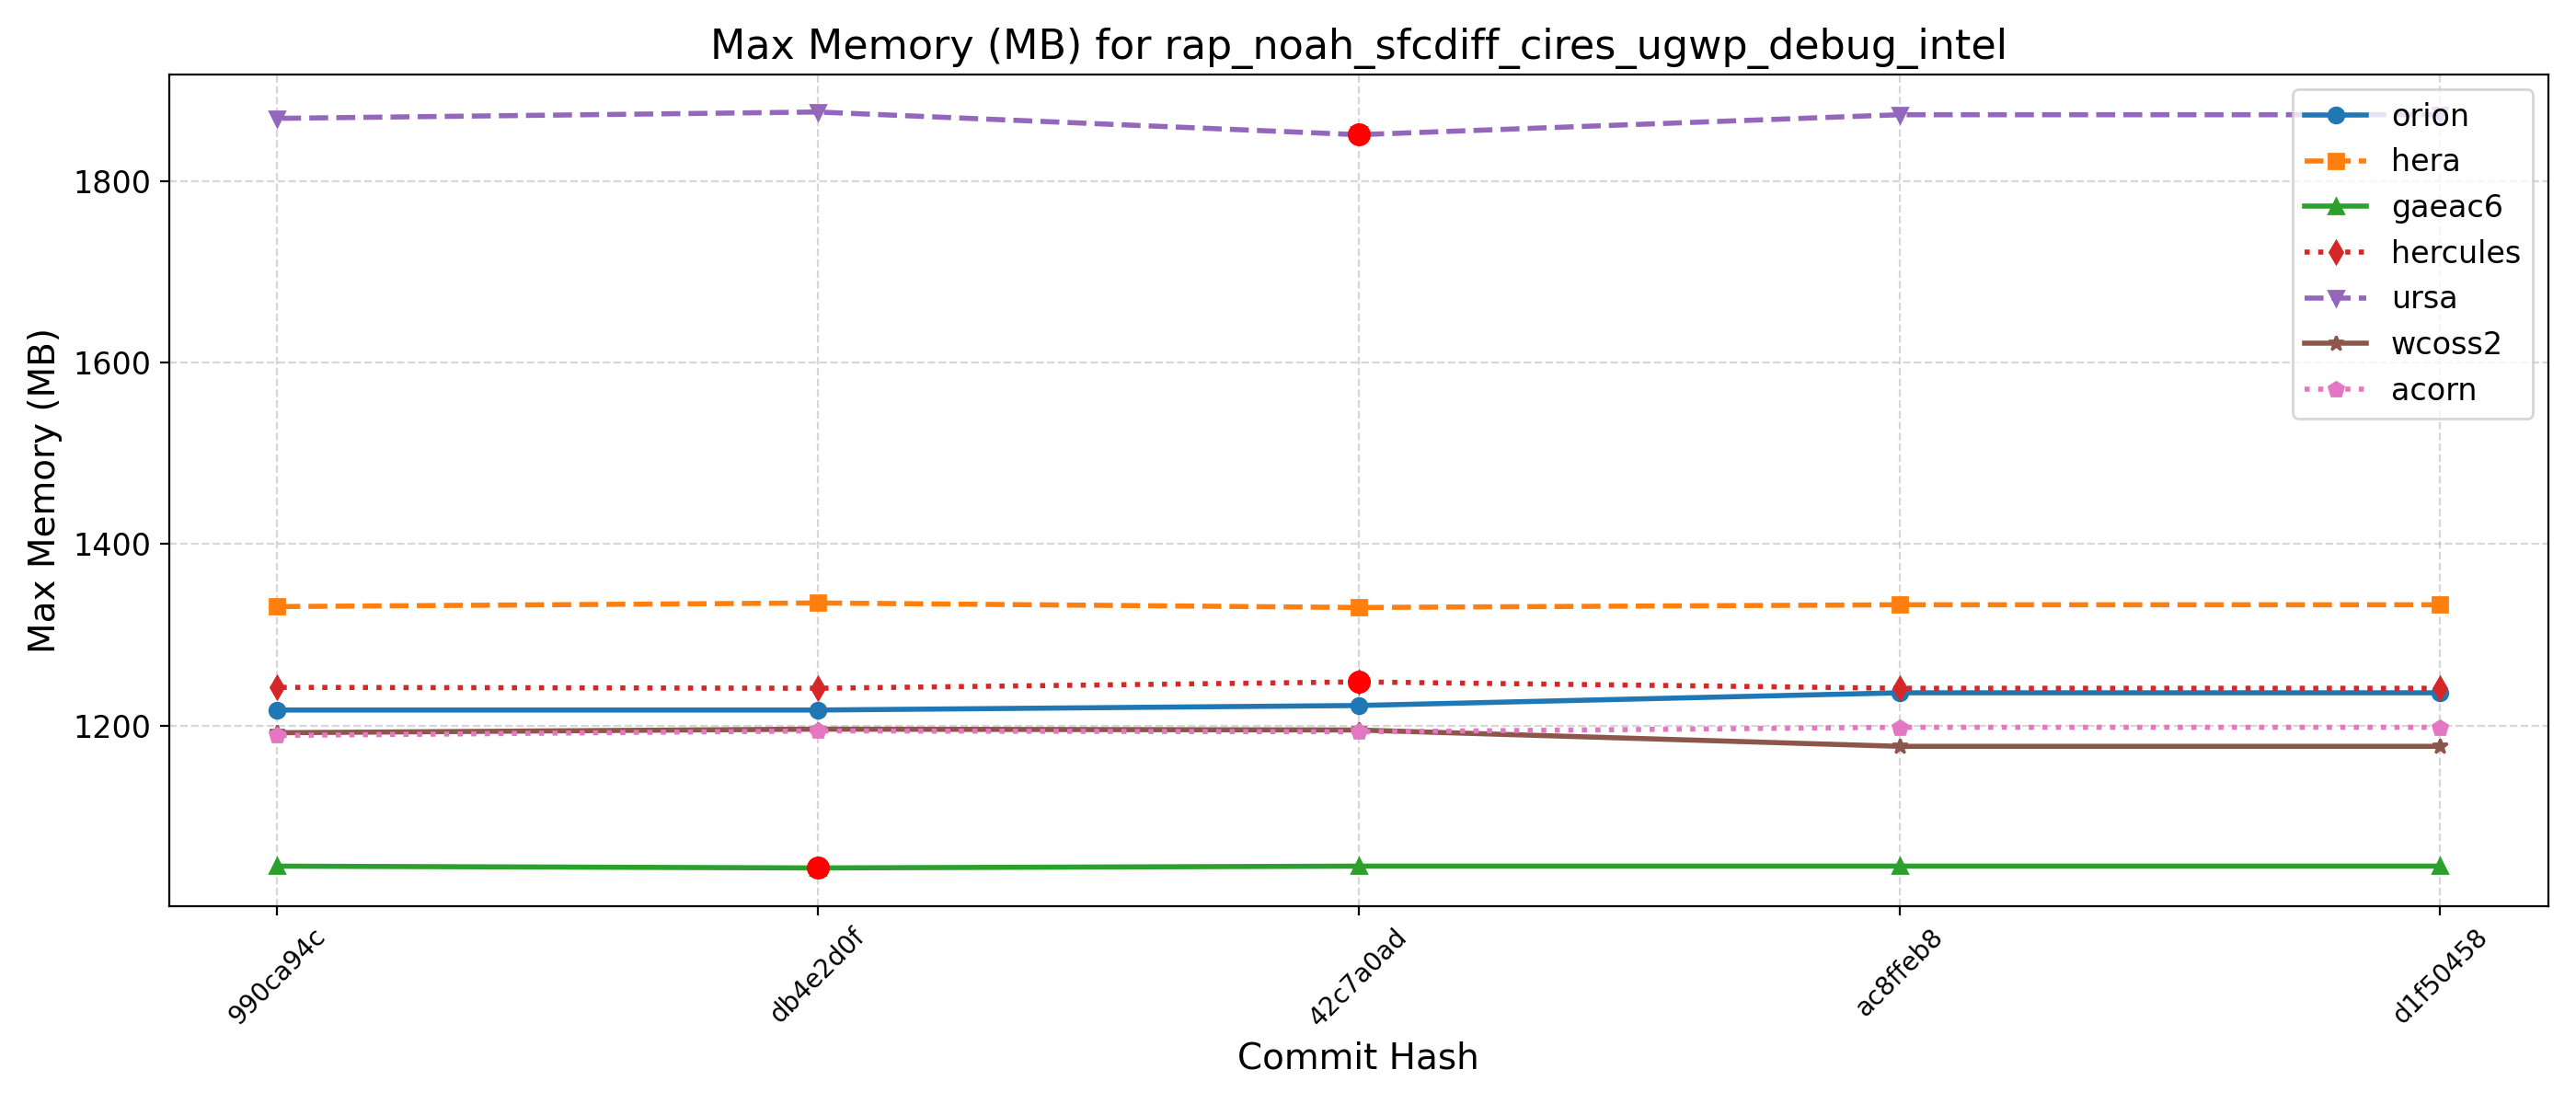 Max Memory (MB) for rap_noah_sfcdiff_cires_ugwp_debug_intel
Max Memory (MB)
1800
1600
1400
1200
orion
hera
gaeac6
hercules
ursa
wcoss2
acorn
990ca94c
db4e2d0f
42c7a0ad
ac8ffeb8
d1f50458
Commit Hash